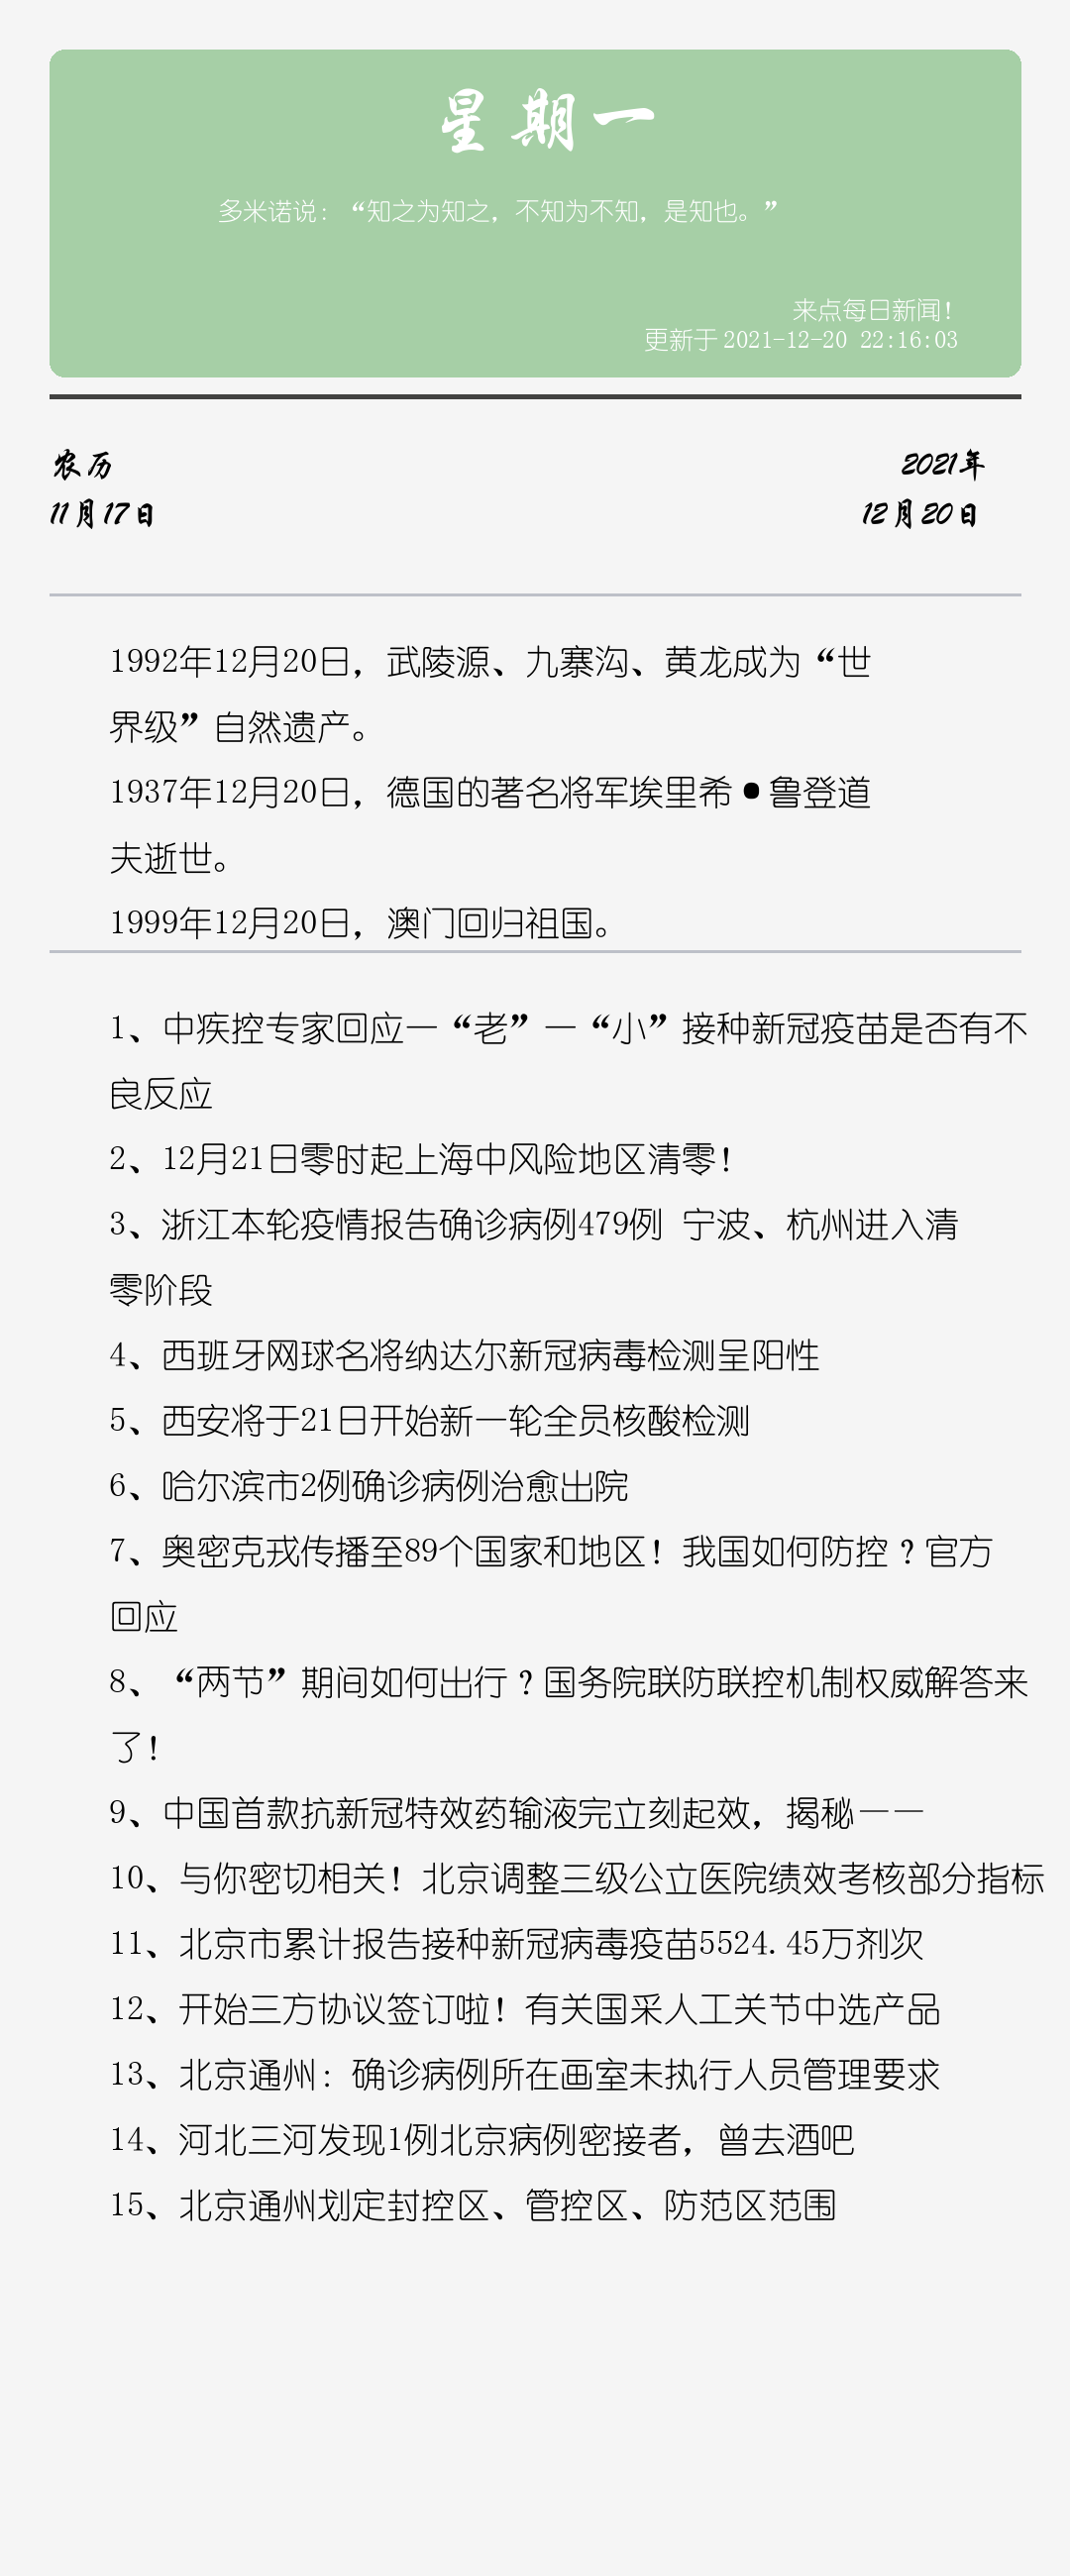 星期一
多米诺说：“知之为知之，不知为不知，是知也。”
来点每日新闻！
更新于 2021-12-20 22:16:03
农历
2021年
11月17日
12月20日
1992年12月20日，武陵源、九寨沟、黄龙成为“世
界级”自然遗产。
1937年12月20日，德国的著名将军埃里希•鲁登道
夫逝世。
1999年12月20日，澳门回归祖国。
1、中疾控专家回应一“老”一“小”接种新冠疫苗是否有不
良反应
2、12月21日零时起上海中风险地区清零！
3、浙江本轮疫情报告确诊病例479例 宁波、杭州进入清
零阶段
4、西班牙网球名将纳达尔新冠病毒检测呈阳性
5、西安将于21日开始新一轮全员核酸检测
6、哈尔滨市2例确诊病例治愈出院
7、奥密克戎传播至89个国家和地区！我国如何防控？官方
回应
8、“两节”期间如何出行？国务院联防联控机制权威解答来
了！
9、中国首款抗新冠特效药输液完立刻起效，揭秘——
10、与你密切相关！北京调整三级公立医院绩效考核部分指标
11、北京市累计报告接种新冠病毒疫苗5524.45万剂次
12、开始三方协议签订啦！有关国采人工关节中选产品
13、北京通州：确诊病例所在画室未执行人员管理要求
14、河北三河发现1例北京病例密接者，曾去酒吧
15、北京通州划定封控区、管控区、防范区范围